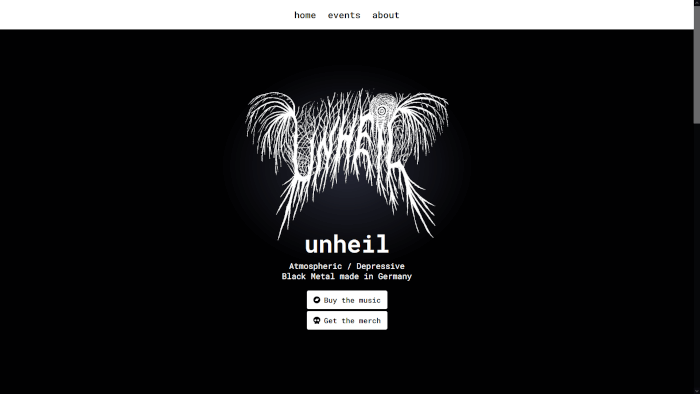 home events about
UNHEIL
unheil
Atmospheric / Depressive
Black Metal made in Germany
Buy the music
Get the merch